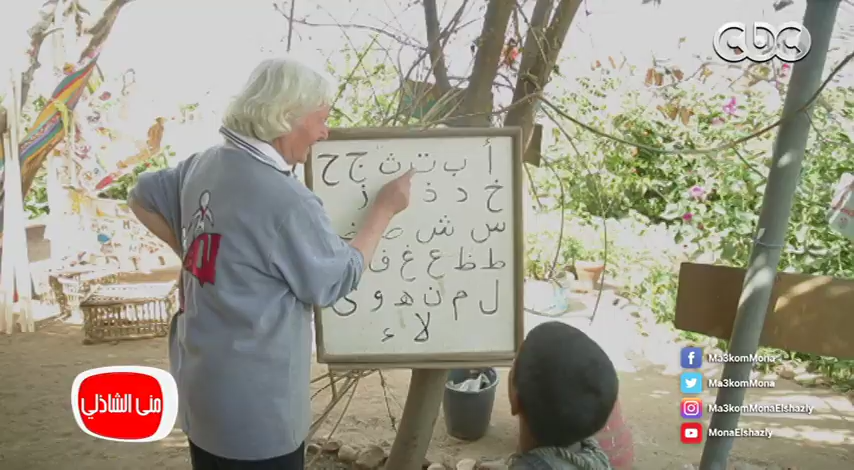 cbc
أ ب ت ث ج ح
خ د ذ ز
س ش ص ض
ط ظ ع غ ف
ل م ن ه و ى
لا ء
منى الشاذلي
Ma3komMona
Ma3komMona
Ma3komMonaElshazly
MonaElshazly